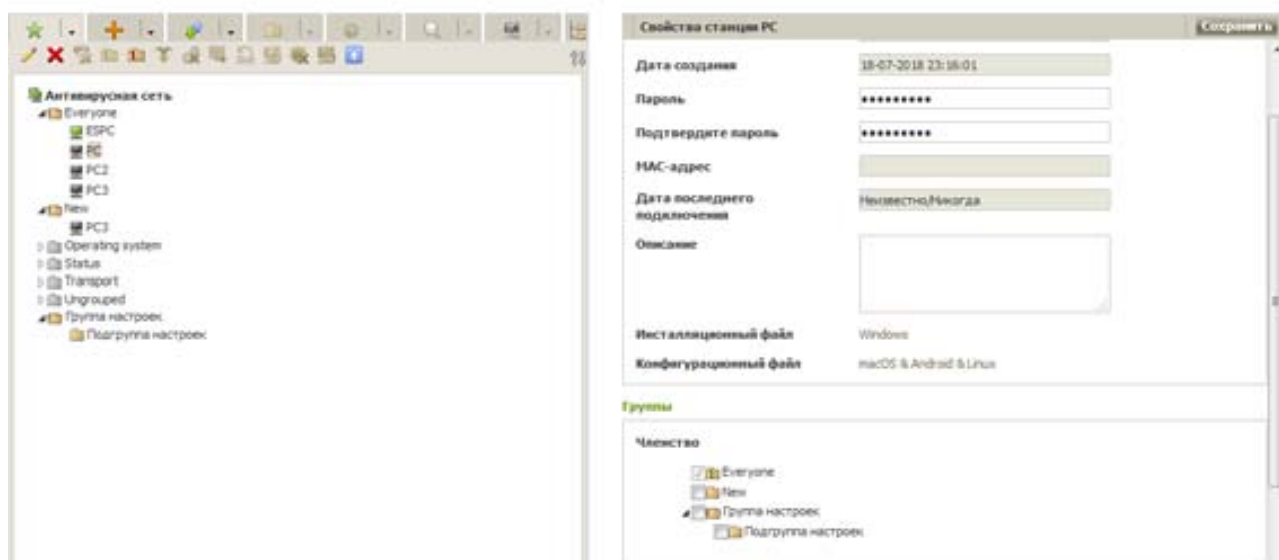 Антивирусная сеть
Everyone
ESPC
PC
PC2
PC3
New
PC3
Operating system
Status
Transport
Ungrouped
Группа настроек
Подгруппа настроек
Свойства станции PC
Сохранить
Дата создания
18-07-2018 23:16:01
Пароль
•••••••••
Подтвердите пароль
•••••••••
MAC-адрес
Дата последнего
подключения
Неизвестно/Никогда
Описание
Инсталляционный файл
Windows
Конфигурационный файл
macOS & Android & Linux
Группы
Членство
Everyone
New
Группа настроек
Подгруппа настроек